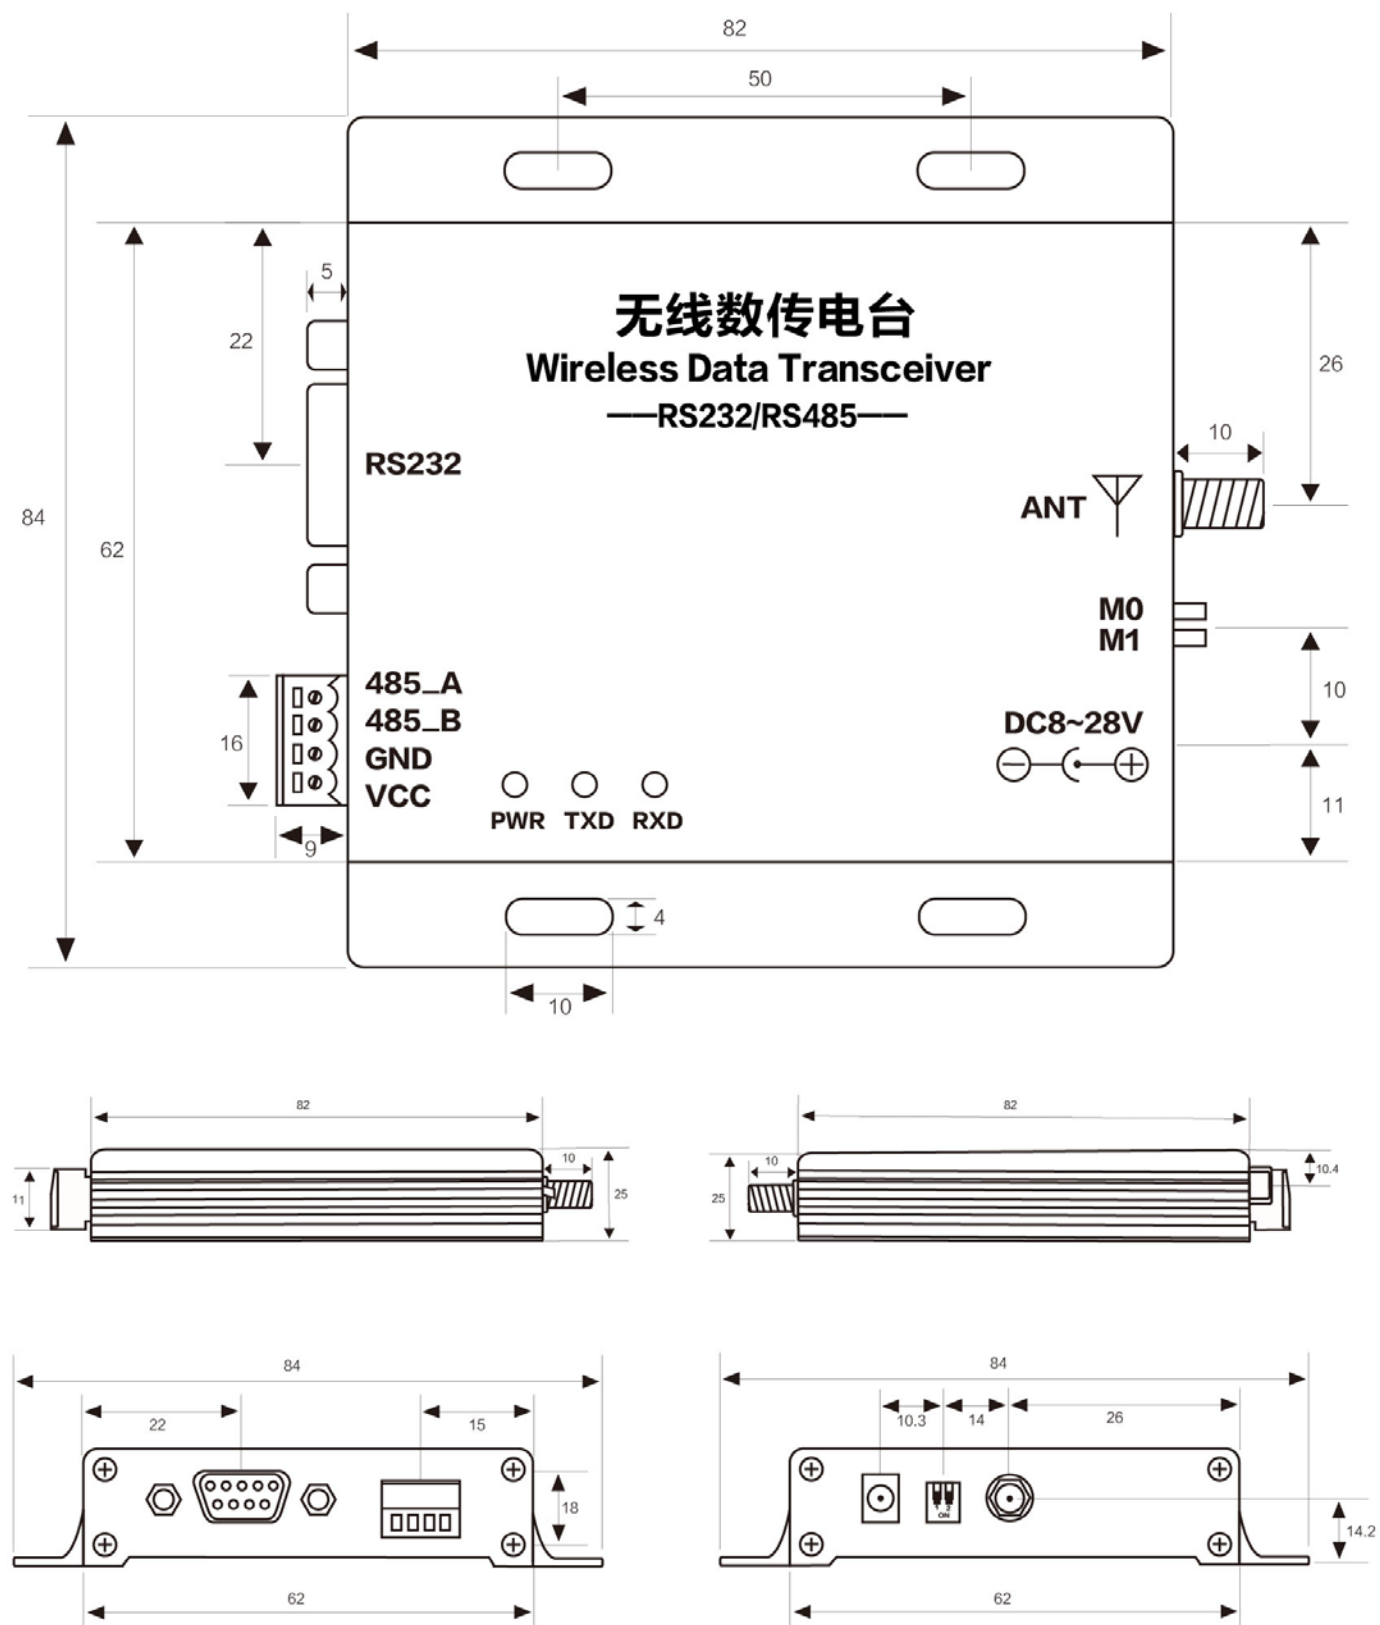 82
50
5
22
26
无线数传电台
Wireless Data Transceiver
——RS232/RS485——
10
RS232
ANT
84
62
M0
M1
485_A
485_B
GND
VCC
10
DC8~28V
16
11
PWR TXD RXD
9
4
10
82
10
25
11
82
10
25
10.4
84
22
15
18
62
84
10.3
14
26
1 2
ON
14.2
62